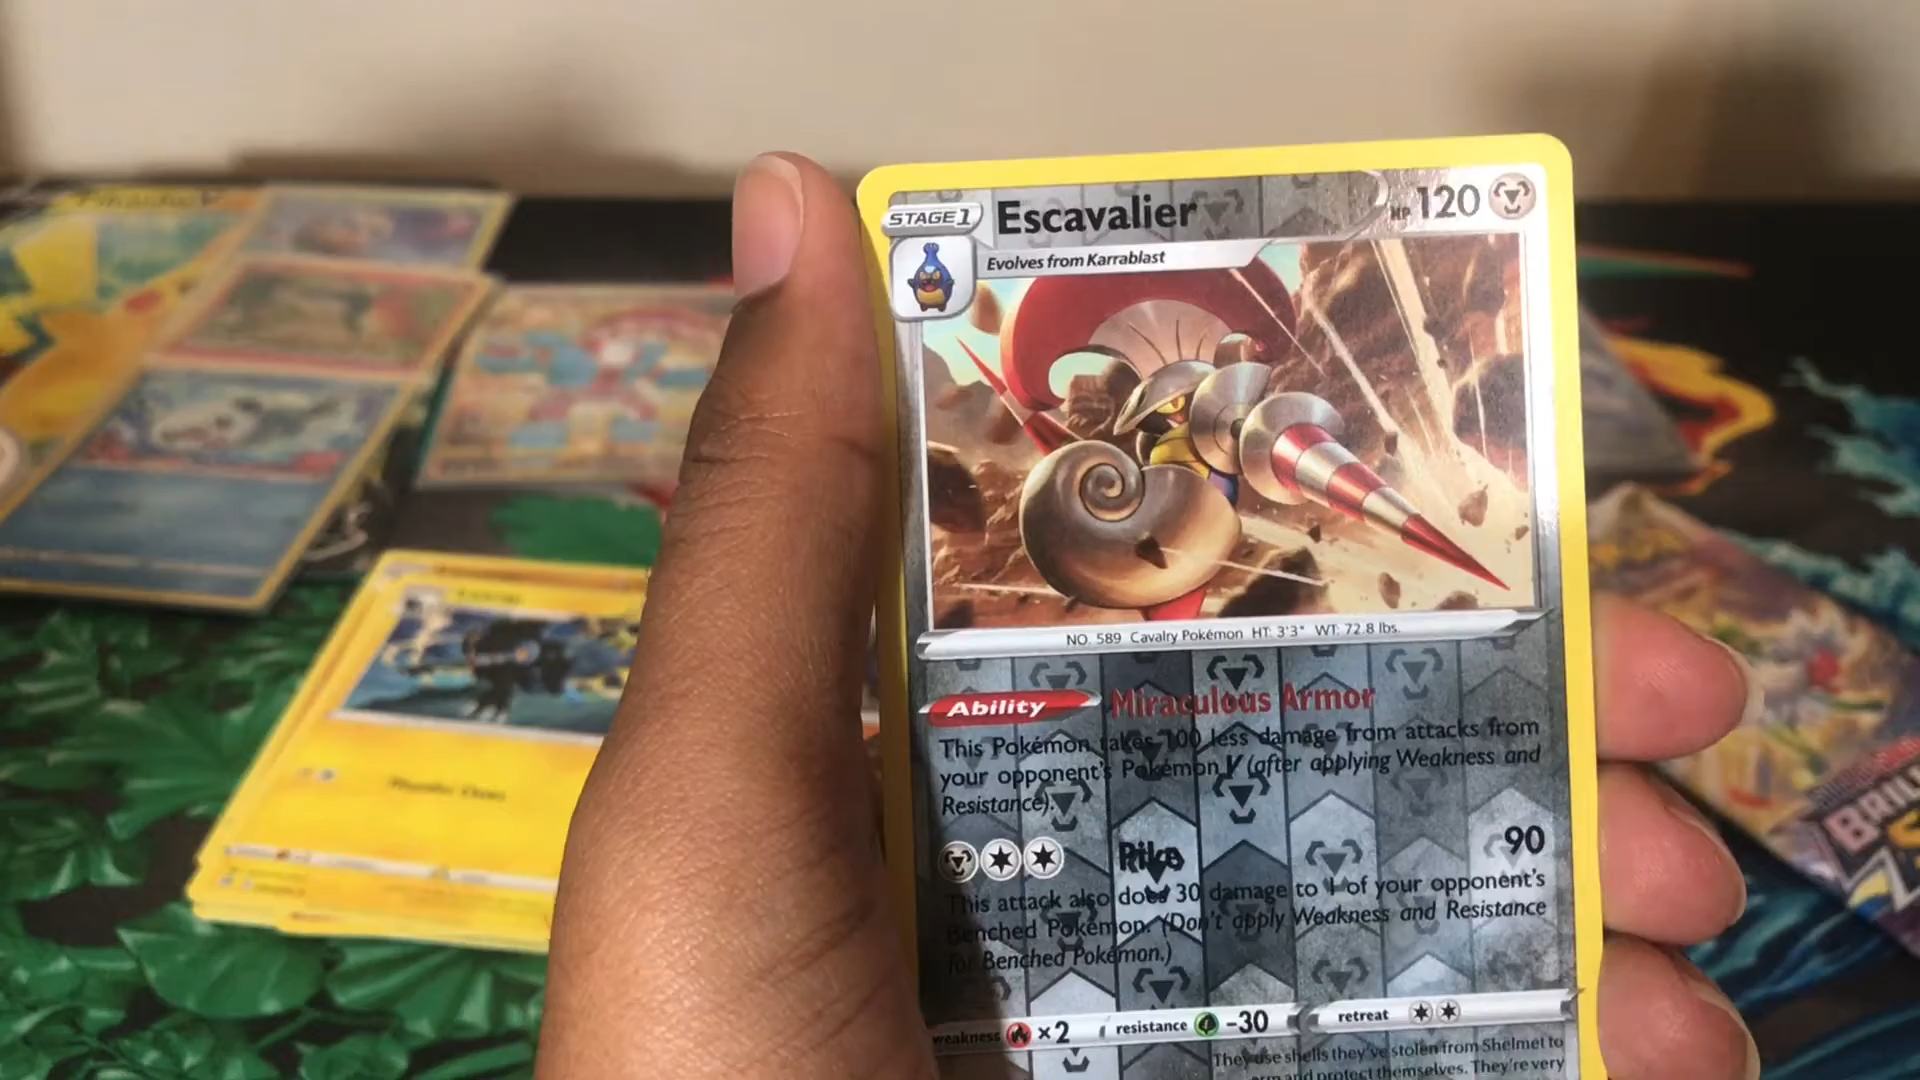 STAGE 1 Escavalier HP 120
Evolves from Karrablast
NO. 589 Cavalry Pokémon HT: 3'3" WT: 72.8 lbs.
Ability Miraculous Armor
This Pokémon takes 100 less damage from attacks from
your opponent's Pokémon V (after applying Weakness and
Resistance).
Pike 90
This attack also does 30 damage to 1 of your opponent's
Benched Pokémon. (Don't apply Weakness and Resistance
for Benched Pokémon.)
weakness ×2 resistance -30 retreat
They use shells they've stolen from Shelmet to
arm and protect themselves. They're very